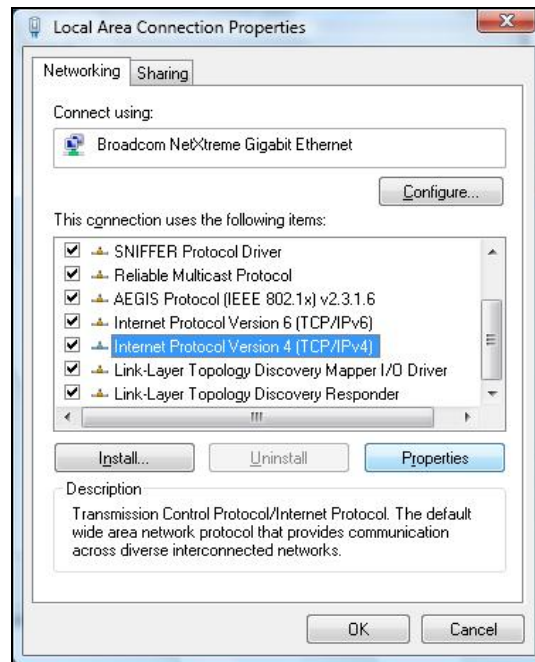 Local Area Connection Properties
Networking
Sharing
Connect using:
Broadcom NetXtreme Gigabit Ethernet
Configure...
This connection uses the following items:
SNIFFER Protocol Driver
Reliable Multicast Protocol
AEGIS Protocol (IEEE 802.1x) v2.3.1.6
Internet Protocol Version 6 (TCP/IPv6)
Internet Protocol Version 4 (TCP/IPv4)
Link-Layer Topology Discovery Mapper I/O Driver
Link-Layer Topology Discovery Responder
Install...
Uninstall
Properties
Description
Transmission Control Protocol/Internet Protocol. The default
wide area network protocol that provides communication
across diverse interconnected networks.
OK
Cancel